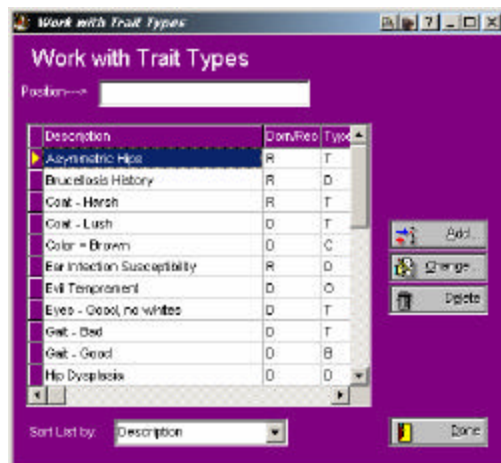 Work with Trait Types
?
Work with Trait Types
Position--->
Description Dom/Rec Type
Asymmetric Hips R T
Brucellosis History R D
Coat - Harsh R T
Coat - Lush D T
Color = Brown D C
Ear Infection Susceptibility R D
Evil Temprament D O
Eyes - Good, no whites D T
Gait - Bad D T
Gait - Good D B
Hip Dysplasia D D
Add...
Change...
Delete
Sort List by: Description
Done